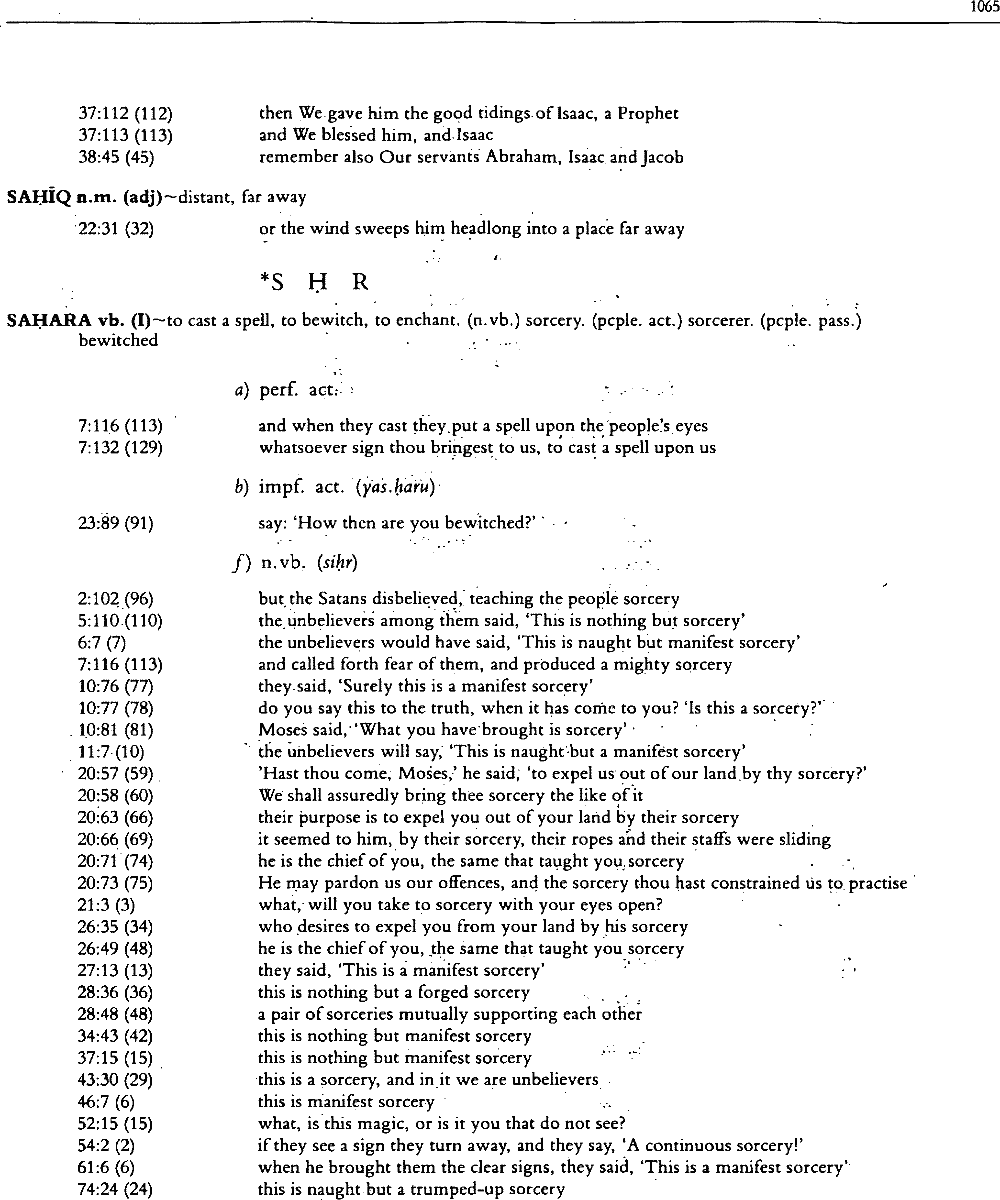 1065
37:112 (112) then We gave him the good tidings of Isaac, a Prophet
37:113 (113) and We blessed him, and Isaac
38:45 (45) remember also Our servants Abraham, Isaac and Jacob
SAḤĪQ n.m. (adj)~distant, far away
22:31 (32) or the wind sweeps him headlong into a place far away
*S Ḥ R
SAḤARA vb. (I)~to cast a spell, to bewitch, to enchant. (n.vb.) sorcery. (pcple. act.) sorcerer. (pcple. pass.)
bewitched
a) perf. act.
7:116 (113) and when they cast they put a spell upon the people's eyes
7:132 (129) whatsoever sign thou bringest to us, to cast a spell upon us
b) impf. act. (yas.ḥaru)
23:89 (91) say: 'How then are you bewitched?'
f) n.vb. (siḥr)
2:102 (96) but the Satans disbelieved, teaching the people sorcery
5:110 (110) the unbelievers among them said, 'This is nothing but sorcery'
6:7 (7) the unbelievers would have said, 'This is naught but manifest sorcery'
7:116 (113) and called forth fear of them, and produced a mighty sorcery
10:76 (77) they said, 'Surely this is a manifest sorcery'
10:77 (78) do you say this to the truth, when it has come to you? 'Is this a sorcery?'
10:81 (81) Moses said, 'What you have brought is sorcery'
11:7 (10) the unbelievers will say, 'This is naught but a manifest sorcery'
20:57 (59) 'Hast thou come, Moses,' he said, 'to expel us out of our land by thy sorcery?'
20:58 (60) We shall assuredly bring thee sorcery the like of it
20:63 (66) their purpose is to expel you out of your land by their sorcery
20:66 (69) it seemed to him, by their sorcery, their ropes and their staffs were sliding
20:71 (74) he is the chief of you, the same that taught you sorcery
20:73 (75) He may pardon us our offences, and the sorcery thou hast constrained us to practise
21:3 (3) what, will you take to sorcery with your eyes open?
26:35 (34) who desires to expel you from your land by his sorcery
26:49 (48) he is the chief of you, the same that taught you sorcery
27:13 (13) they said, 'This is a manifest sorcery'
28:36 (36) this is nothing but a forged sorcery
28:48 (48) a pair of sorceries mutually supporting each other
34:43 (42) this is nothing but manifest sorcery
37:15 (15) this is nothing but manifest sorcery
43:30 (29) this is a sorcery, and in it we are unbelievers
46:7 (6) this is manifest sorcery
52:15 (15) what, is this magic, or is it you that do not see?
54:2 (2) if they see a sign they turn away, and they say, 'A continuous sorcery!'
61:6 (6) when he brought them the clear signs, they said, 'This is a manifest sorcery'
74:24 (24) this is naught but a trumped-up sorcery